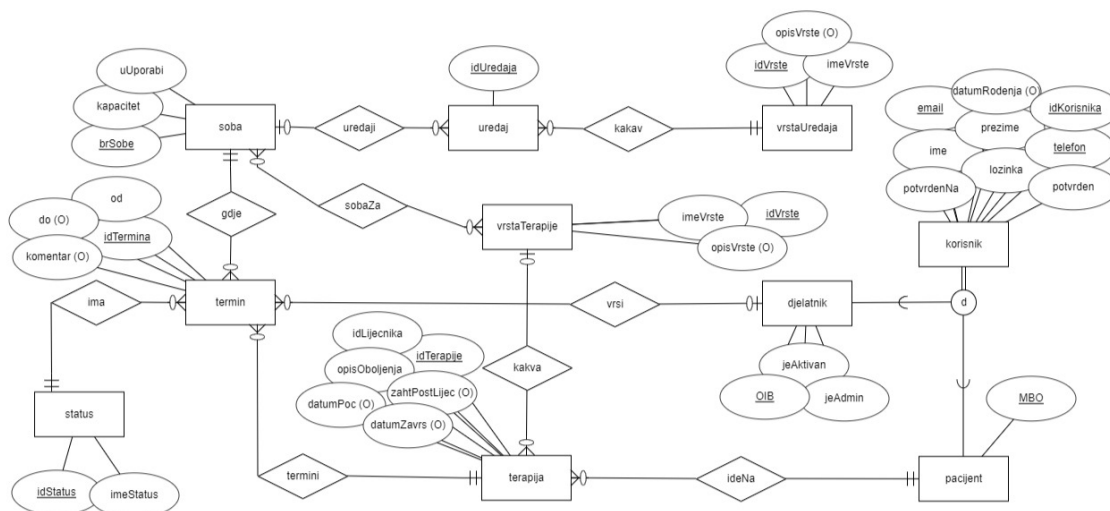 opisVrste (O)
idUređaja
idVrste
imeVrste
uUporabi
kapacitet
brSobe
soba
uredaji
uredaj
kakav
vrstaUredaja
email
datumRodenja (O)
idKorisnika
prezime
ime
telefon
lozinka
potvrdenNa
potvrden
korisnik
gdje
sobaZa
vrstaTerapije
imeVrste
idVrste
opisVrste (O)
od
do (O)
idTermina
komentar (O)
ima
termin
vrsi
djelatnik
d
idLijecnika
idTerapije
opisOboljenja
zahtPostLijec (O)
datumPoc (O)
datumZavrs (O)
kakva
jeAktivan
OIB
jeAdmin
status
MBO
idStatus
imeStatus
termini
terapija
ideNa
pacijent